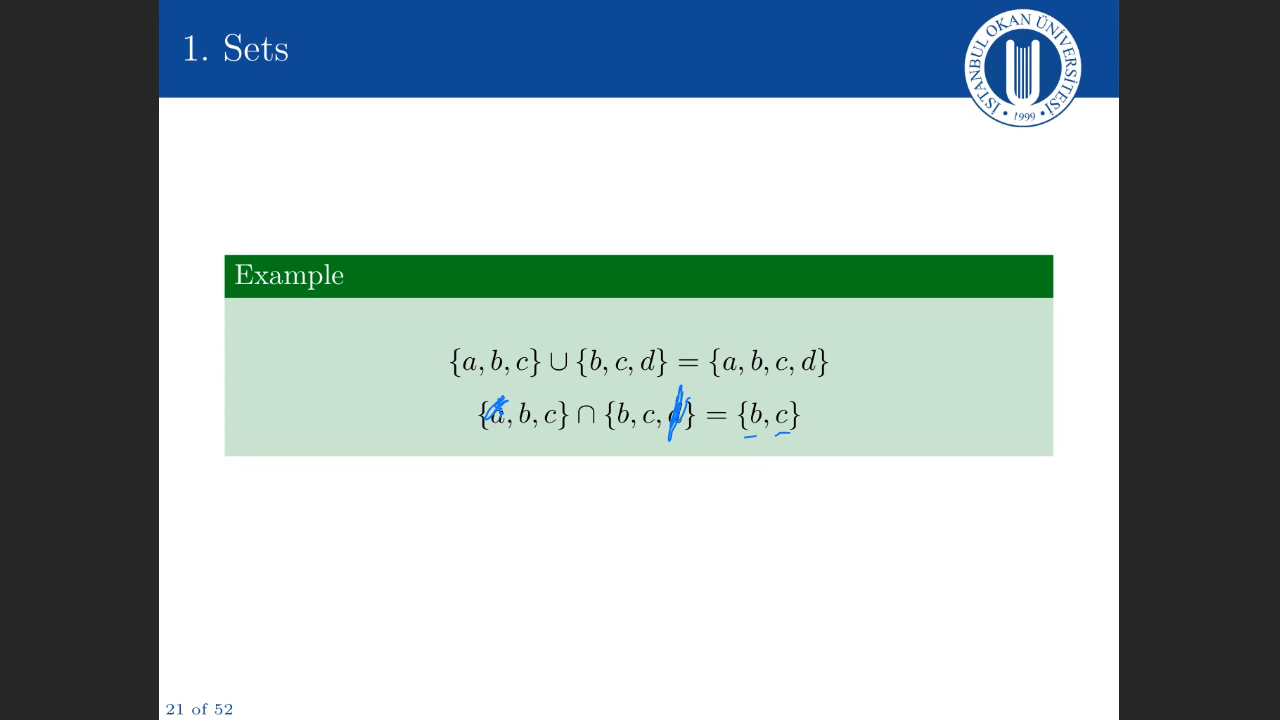 1. Sets
İSTANBUL OKAN ÜNİVERSİTESİ
• 1999 •
Example
{a, b, c} ∪ {b, c, d} = {a, b, c, d}
{a, b, c} ∩ {b, c, d} = {b, c}
21 of 52